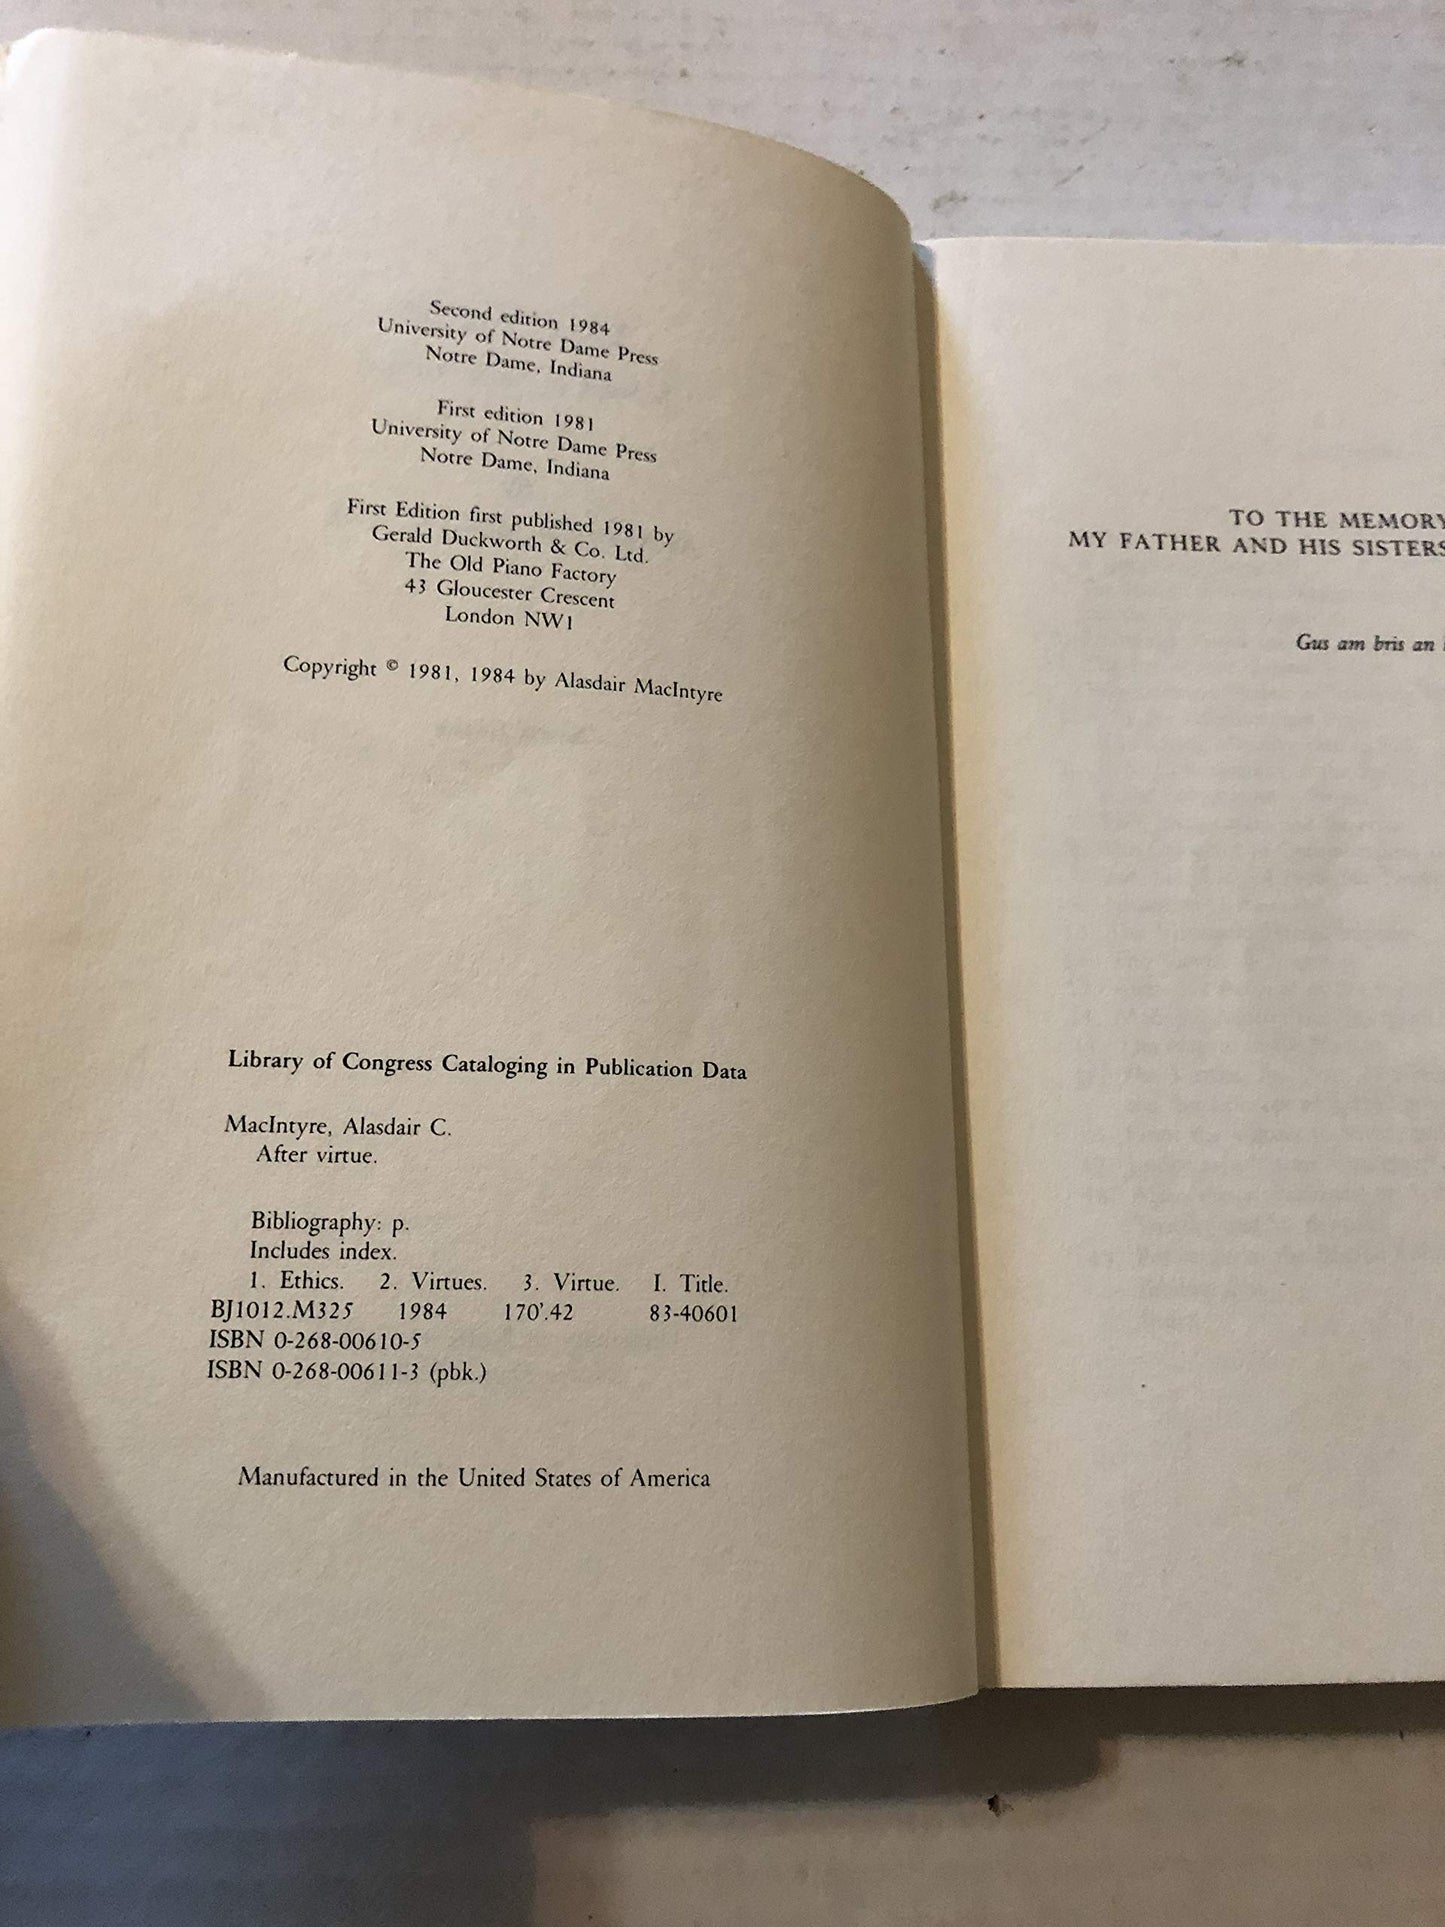 Second edition 1984
University of Notre Dame Press
Notre Dame, Indiana
First edition 1981
University of Notre Dame Press
Notre Dame, Indiana
First Edition first published 1981 by
Gerald Duckworth & Co. Ltd.
The Old Piano Factory
43 Gloucester Crescent
London NW1
Copyright © 1981, 1984 by Alasdair MacIntyre
Library of Congress Cataloging in Publication Data
MacIntyre, Alasdair C.
After virtue.
Bibliography: p.
Includes index.
1. Ethics. 2. Virtues. 3. Virtue. I. Title.
BJ1012.M325 1984 170'.42 83-40601
ISBN 0-268-00610-5
ISBN 0-268-00611-3 (pbk.)
Manufactured in the United States of America
TO THE MEMORY
MY FATHER AND HIS SISTERS
Gus am bris an